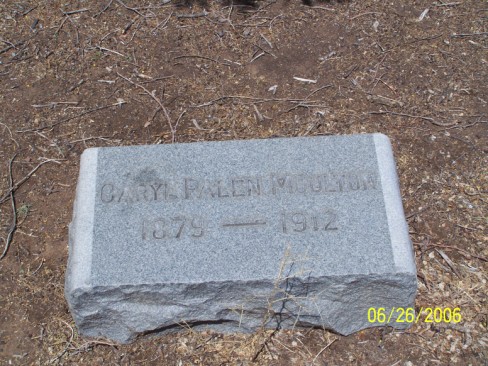 CARYL PALEN MOULTON
1879 — 1912
06/26/2006